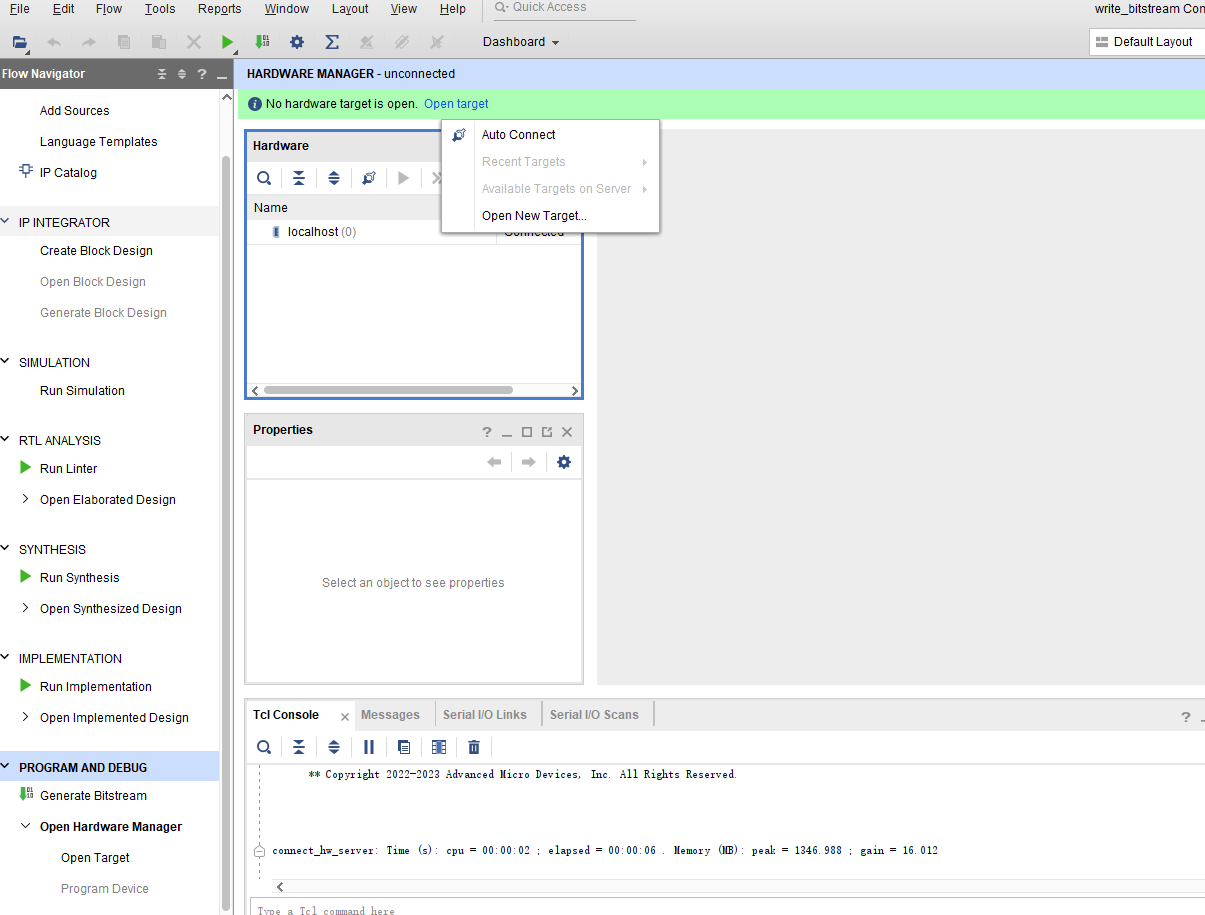 File Edit Flow Tools Reports Window Layout View Help Quick Access
write_bitstream Con
Dashboard
Default Layout
Flow Navigator
Add Sources
Language Templates
IP Catalog
IP INTEGRATOR
Create Block Design
Open Block Design
Generate Block Design
SIMULATION
Run Simulation
RTL ANALYSIS
Run Linter
Open Elaborated Design
SYNTHESIS
Run Synthesis
Open Synthesized Design
IMPLEMENTATION
Run Implementation
Open Implemented Design
PROGRAM AND DEBUG
Generate Bitstream
Open Hardware Manager
Open Target
Program Device
HARDWARE MANAGER - unconnected
No hardware target is open. Open target
Auto Connect
Recent Targets
Available Targets on Server
Open New Target...
Hardware
Name
localhost (0) Connected
Properties
Select an object to see properties
Tcl Console Messages Serial I/O Links Serial I/O Scans
** Copyright 2022-2023 Advanced Micro Devices, Inc. All Rights Reserved.
connect_hw_server: Time (s): cpu = 00:00:02 ; elapsed = 00:00:06 . Memory (MB): peak = 1346.988 ; gain = 16.012
Type a Tcl command here